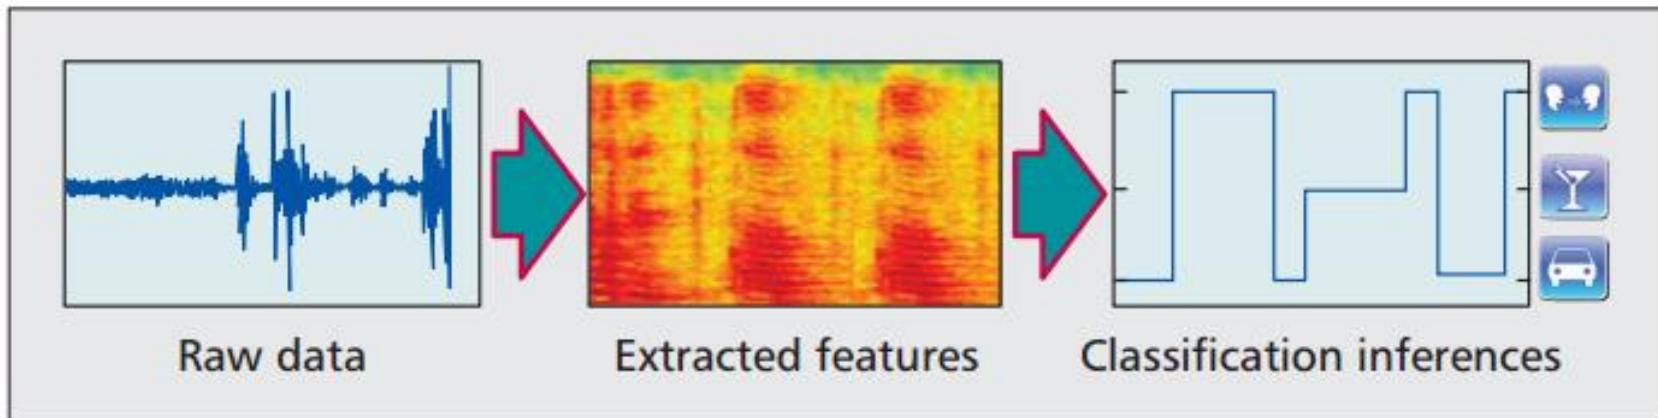 Raw data
Extracted features
Classification inferences